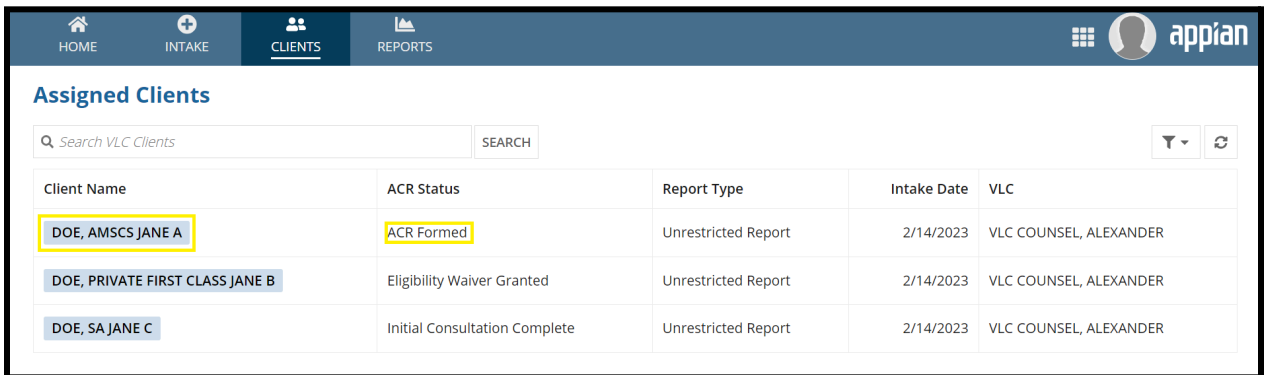 HOME INTAKE CLIENTS REPORTS appian
Assigned Clients
Search VLC Clients SEARCH
Client Name ACR Status Report Type Intake Date VLC
DOE, AMSCS JANE A ACR Formed Unrestricted Report 2/14/2023 VLC COUNSEL, ALEXANDER
DOE, PRIVATE FIRST CLASS JANE B Eligibility Waiver Granted Unrestricted Report 2/14/2023 VLC COUNSEL, ALEXANDER
DOE, SA JANE C Initial Consultation Complete Unrestricted Report 2/14/2023 VLC COUNSEL, ALEXANDER